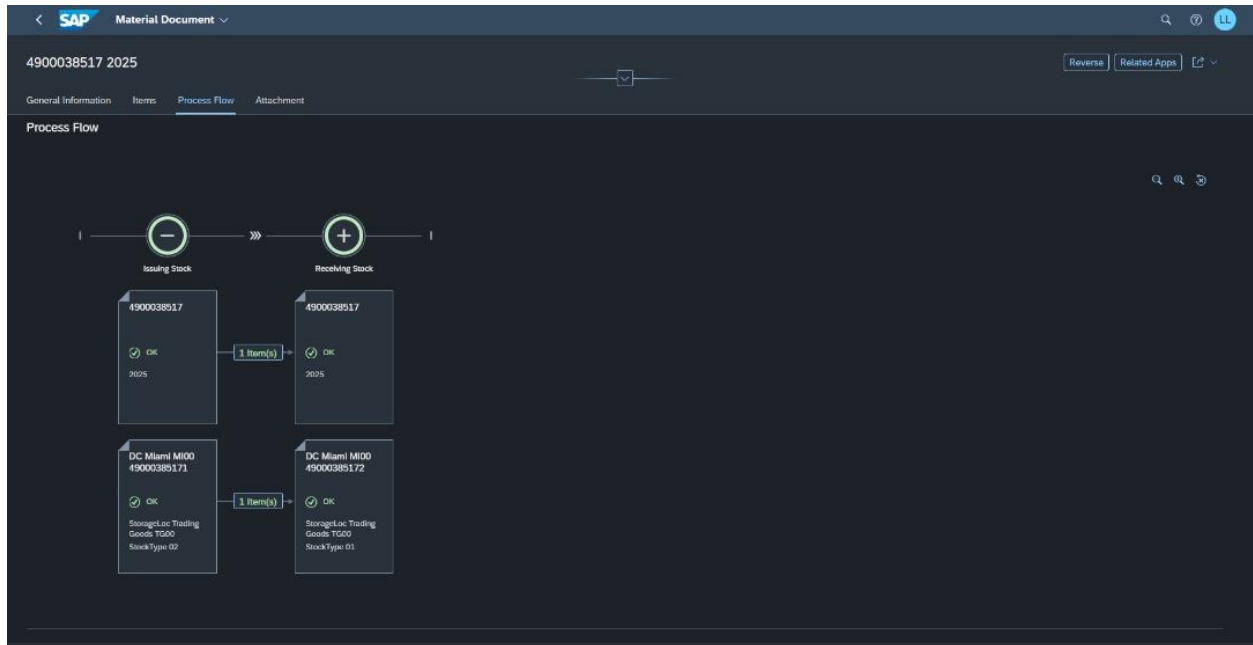 SAP Material Document
LL
4900038517 2025
Reverse Related Apps
General Information Items Process Flow Attachment
Process Flow
Issuing Stock Receiving Stock
4900038517
OK
2025
1 Item(s)
4900038517
OK
2025
DC Miami MI00
49000385171
OK
StorageLoc Trading
Goods TG00
StockType 02
1 Item(s)
DC Miami MI00
49000385172
OK
StorageLoc Trading
Goods TG00
StockType 01